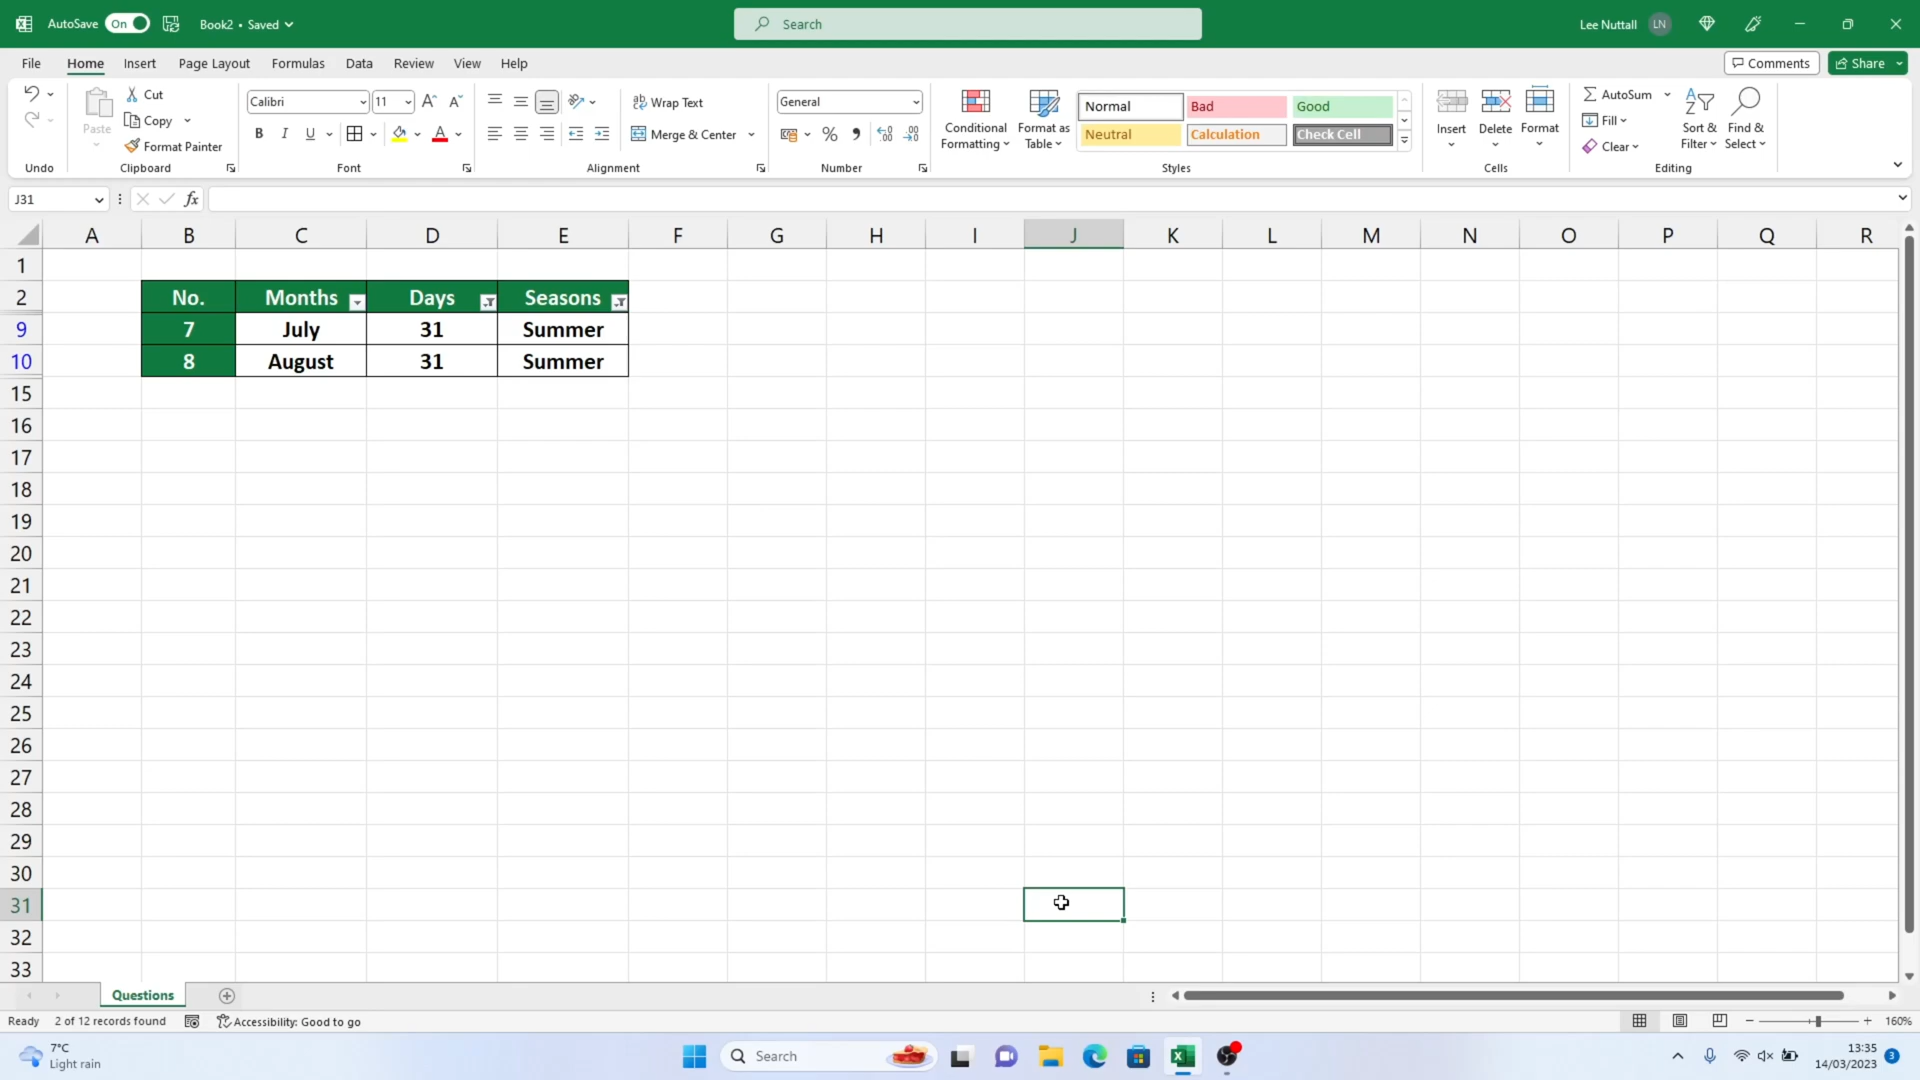 AutoSave On Book2 • Saved Search Lee Nuttall LN
File Home Insert Page Layout Formulas Data Review View Help Comments Share
Paste Cut Copy Format Painter
Calibri 11
B I U A
ab Wrap Text
Merge & Center
General
%
Conditional Formatting
Format as Table
Normal Bad Good
Neutral Calculation Check Cell
Insert Delete Format
AutoSum
Fill
Clear
Sort & Filter
Find & Select
Undo Clipboard Font Alignment Number Styles Cells Editing
J31 fx
A B C D E F G H I J K L M N O P Q R
1
2 No. Months Days Seasons
9 7 July 31 Summer
10 8 August 31 Summer
15
16
17
18
19
20
21
22
23
24
25
26
27
28
29
30
31
32
33
Questions
Ready 2 of 12 records found Accessibility: Good to go 160%
7°C
Light rain
Search
13:35
14/03/2023 3